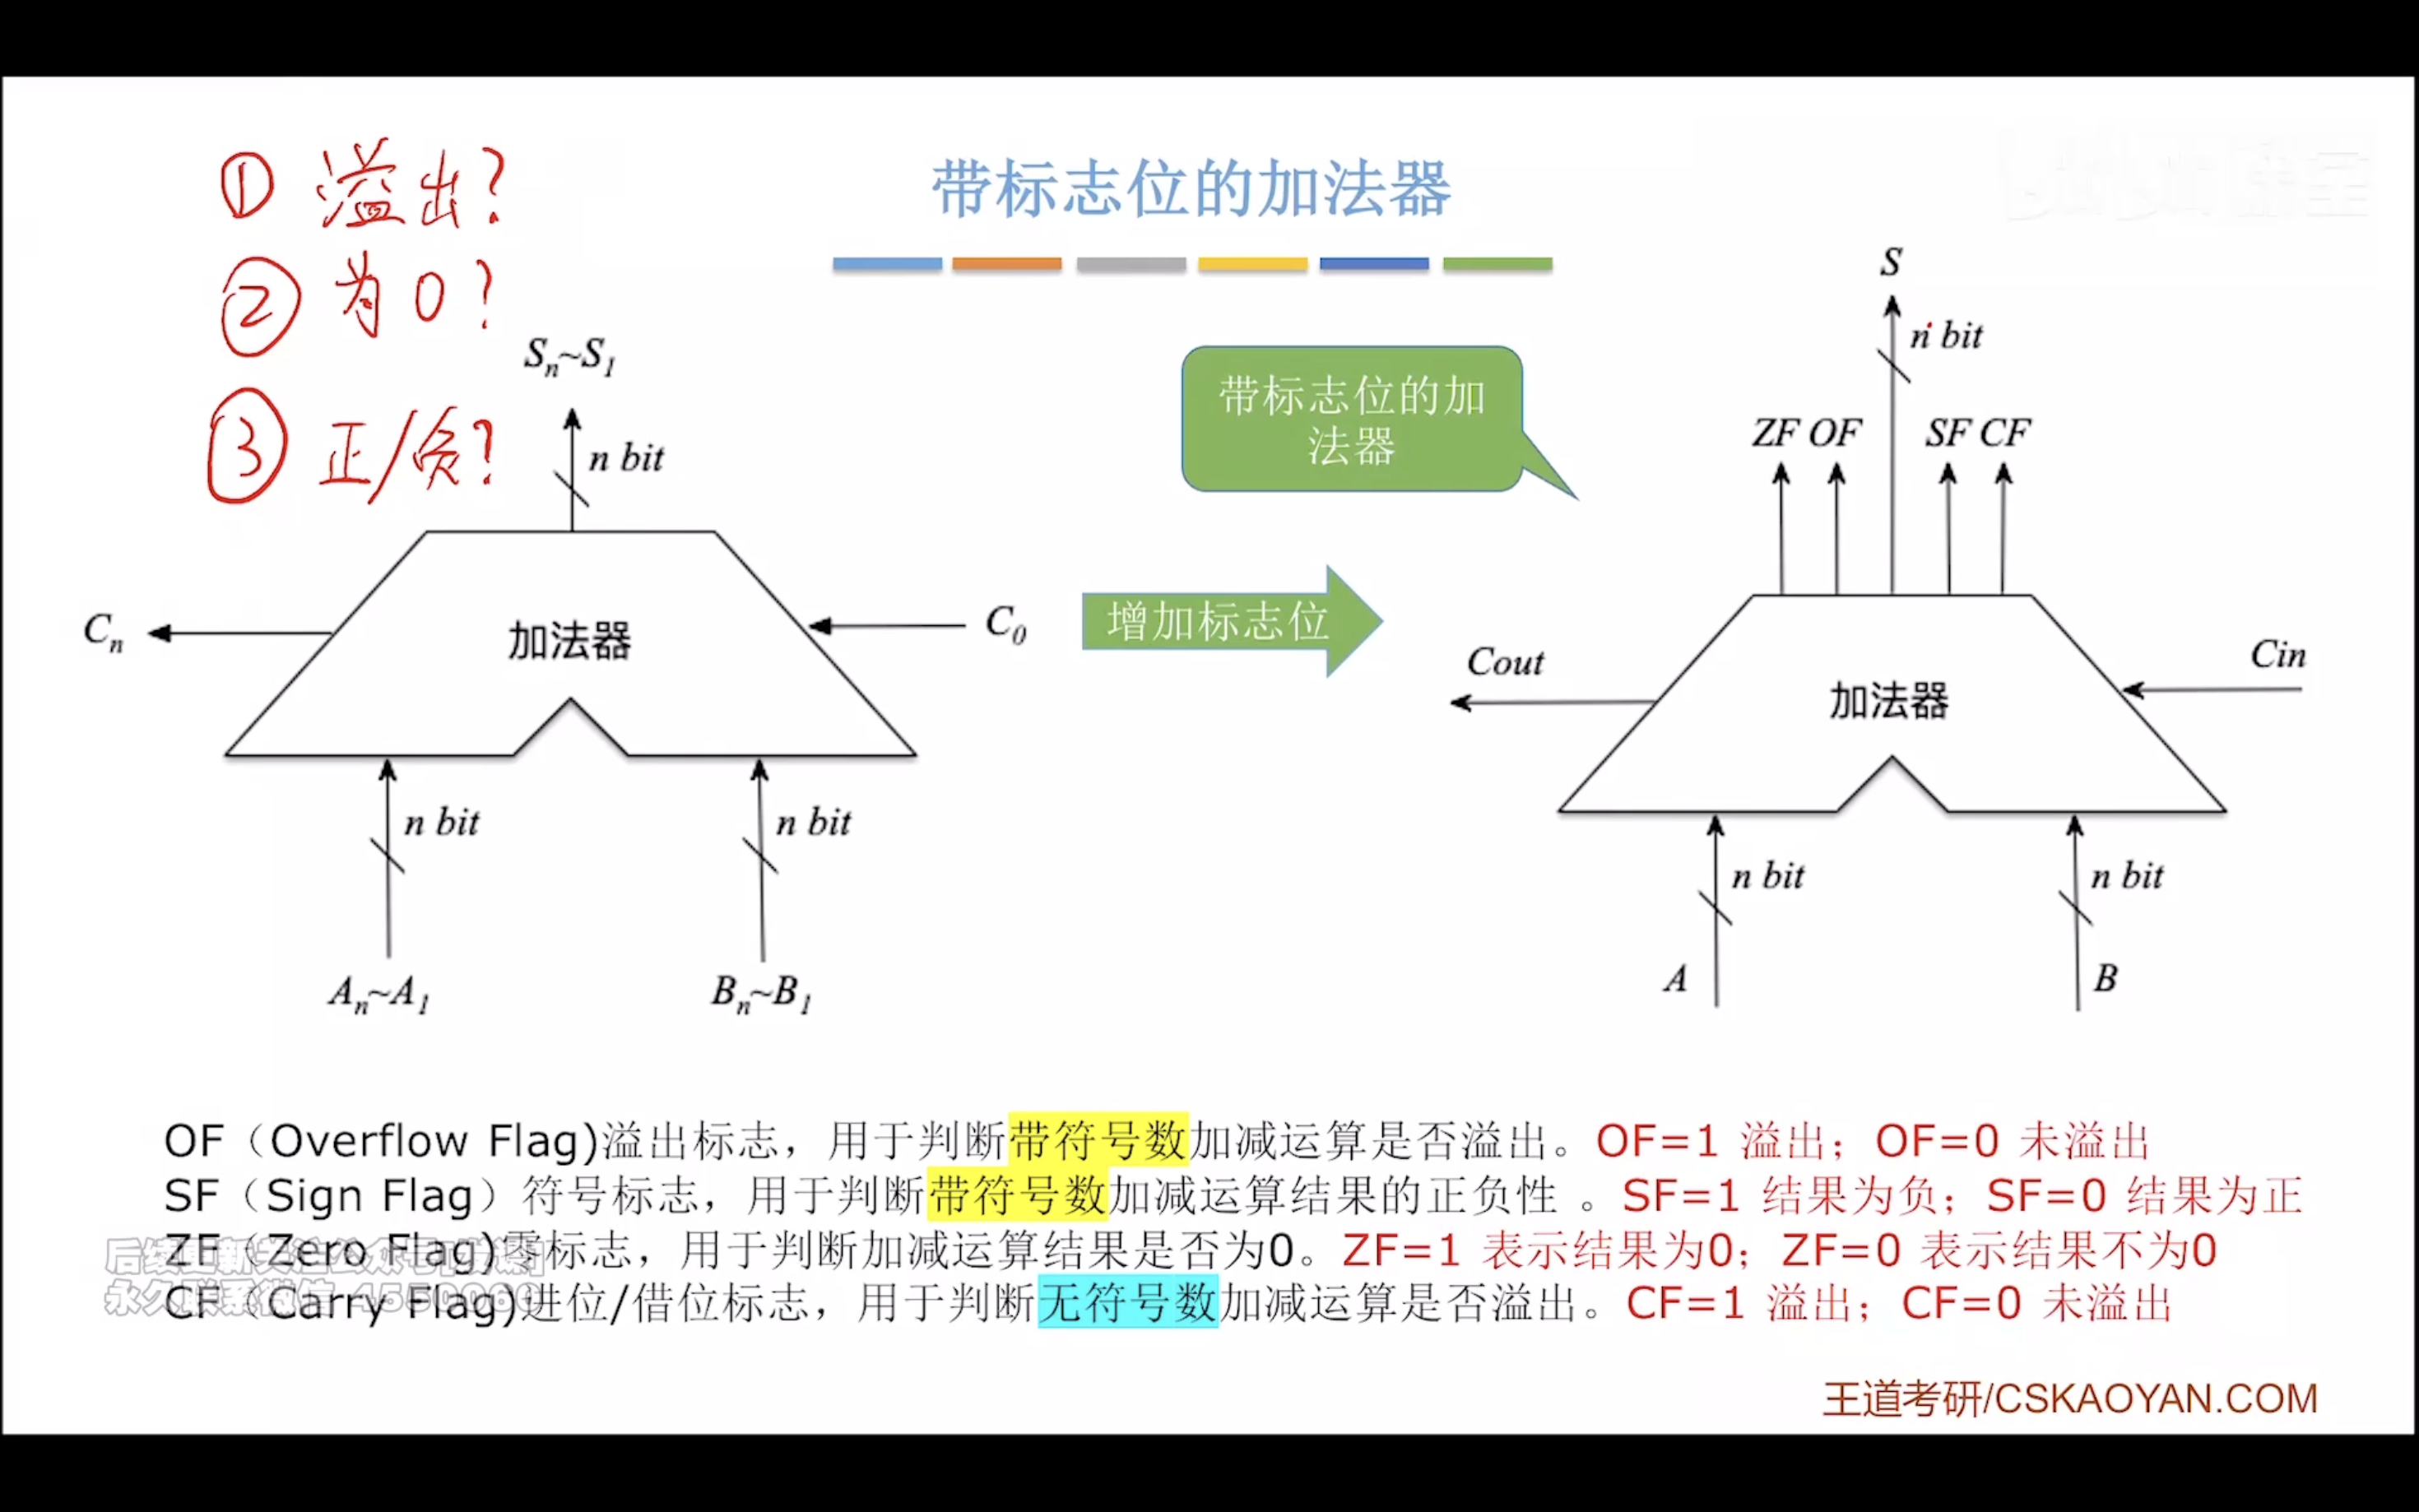 ① 溢出?
② 为0?
③ 正/负?
带标志位的加法器
Sn~S1
n bit
Cn
加法器
C0
n bit
n bit
An~A1
Bn~B1
带标志位的加
法器
增加标志位
S
n bit
ZF OF SF CF
Cout
加法器
Cin
n bit
n bit
A
B
OF（Overflow Flag)溢出标志，用于判断带符号数加减运算是否溢出。OF=1 溢出；OF=0 未溢出
SF（Sign Flag）符号标志，用于判断带符号数加减运算结果的正负性 。SF=1 结果为负；SF=0 结果为正
ZF（Zero Flag)零标志，用于判断加减运算结果是否为0。ZF=1 表示结果为0；ZF=0 表示结果不为0
CF（Carry Flag)进位/借位标志，用于判断无符号数加减运算是否溢出。CF=1 溢出；CF=0 未溢出
王道考研/CSKAOYAN.COM